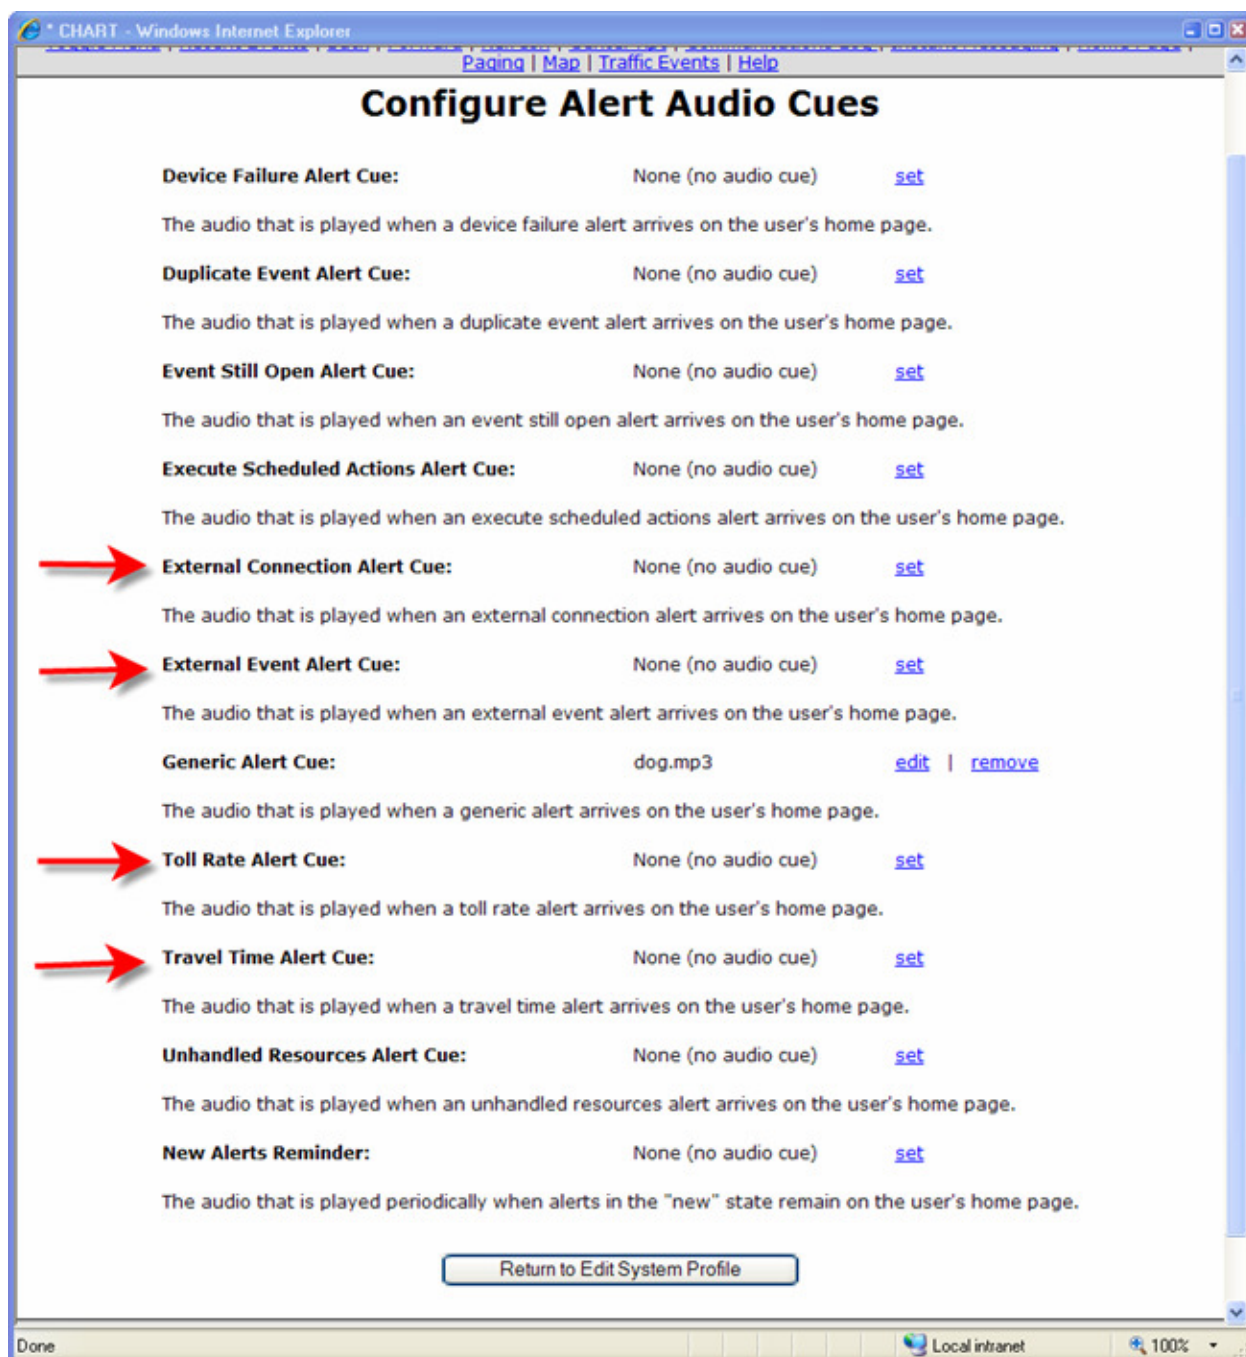 * CHART - Windows Internet Explorer
Paging | Map | Traffic Events | Help
Configure Alert Audio Cues
Device Failure Alert Cue: None (no audio cue) set
The audio that is played when a device failure alert arrives on the user's home page.
Duplicate Event Alert Cue: None (no audio cue) set
The audio that is played when a duplicate event alert arrives on the user's home page.
Event Still Open Alert Cue: None (no audio cue) set
The audio that is played when an event still open alert arrives on the user's home page.
Execute Scheduled Actions Alert Cue: None (no audio cue) set
The audio that is played when an execute scheduled actions alert arrives on the user's home page.
External Connection Alert Cue: None (no audio cue) set
The audio that is played when an external connection alert arrives on the user's home page.
External Event Alert Cue: None (no audio cue) set
The audio that is played when an external event alert arrives on the user's home page.
Generic Alert Cue: dog.mp3 edit | remove
The audio that is played when a generic alert arrives on the user's home page.
Toll Rate Alert Cue: None (no audio cue) set
The audio that is played when a toll rate alert arrives on the user's home page.
Travel Time Alert Cue: None (no audio cue) set
The audio that is played when a travel time alert arrives on the user's home page.
Unhandled Resources Alert Cue: None (no audio cue) set
The audio that is played when an unhandled resources alert arrives on the user's home page.
New Alerts Reminder: None (no audio cue) set
The audio that is played periodically when alerts in the "new" state remain on the user's home page.
Return to Edit System Profile
Done Local intranet 100%